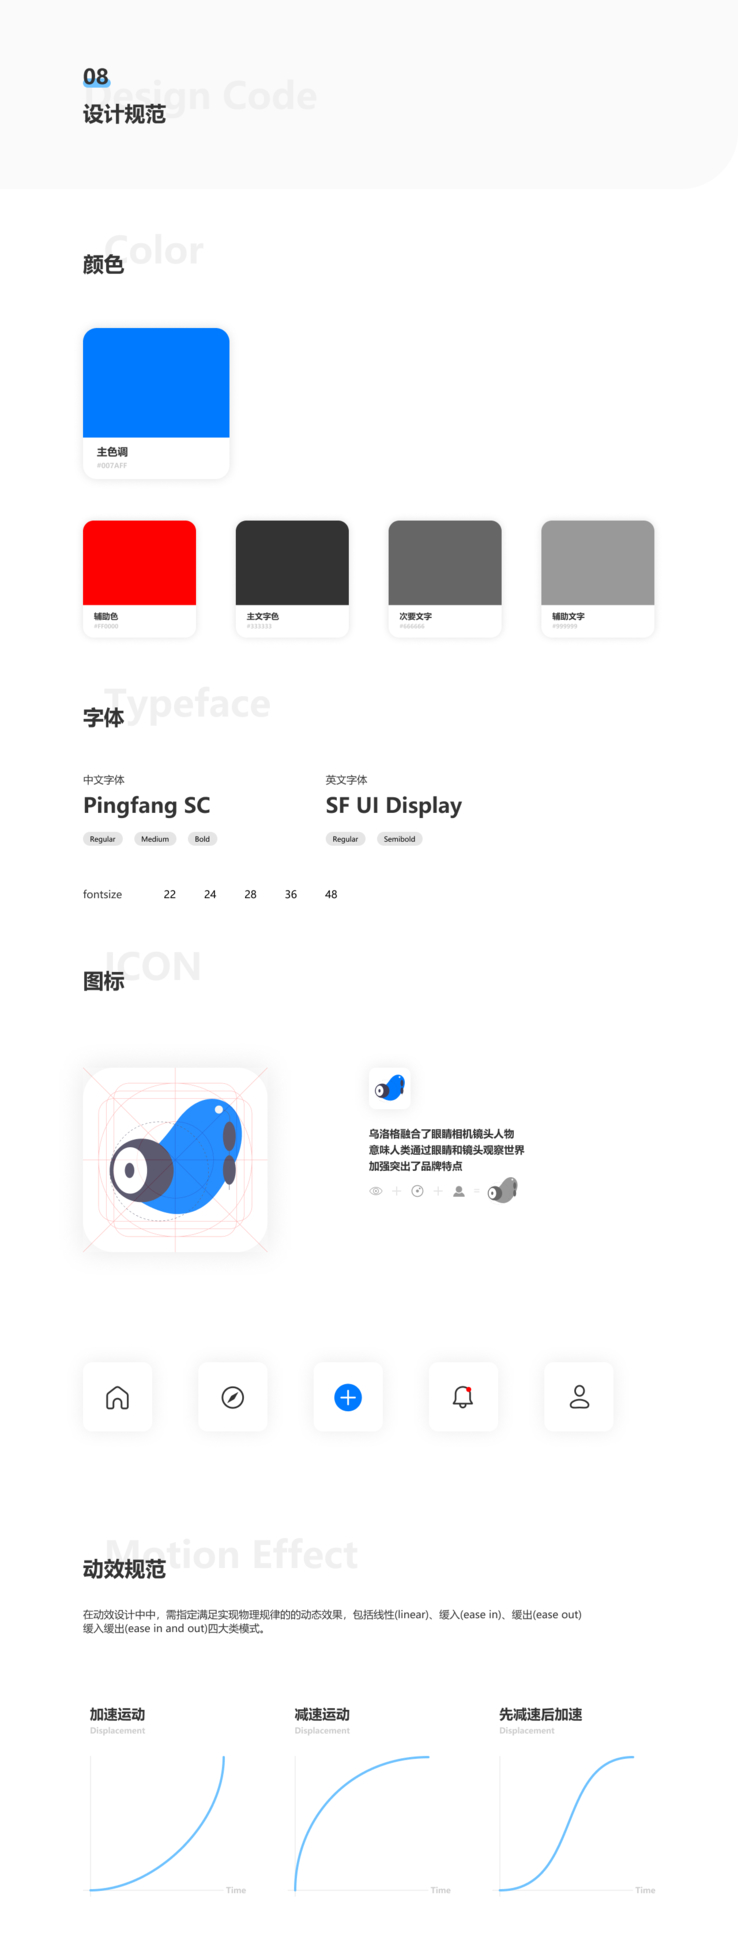 08
Design Code
设计规范
Color
颜色
主色调
#007AFF
辅助色
#FF0000
主文字色
#333333
次要文字
#666666
辅助文字
#999999
Typeface
字体
中文字体
Pingfang SC
Regular Medium Bold
英文字体
SF UI Display
Regular Semibold
fontsize 22 24 28 36 48
ICON
图标
乌洛格融合了眼睛相机镜头人物
意味人类通过眼睛和镜头观察世界
加强突出了品牌特点
Motion Effect
动效规范
在动效设计中中，需指定满足实现物理规律的的动态效果，包括线性(linear)、缓入(ease in)、缓出(ease out)
缓入缓出(ease in and out)四大类模式。
加速运动
Displacement
Time
减速运动
Displacement
Time
先减速后加速
Displacement
Time